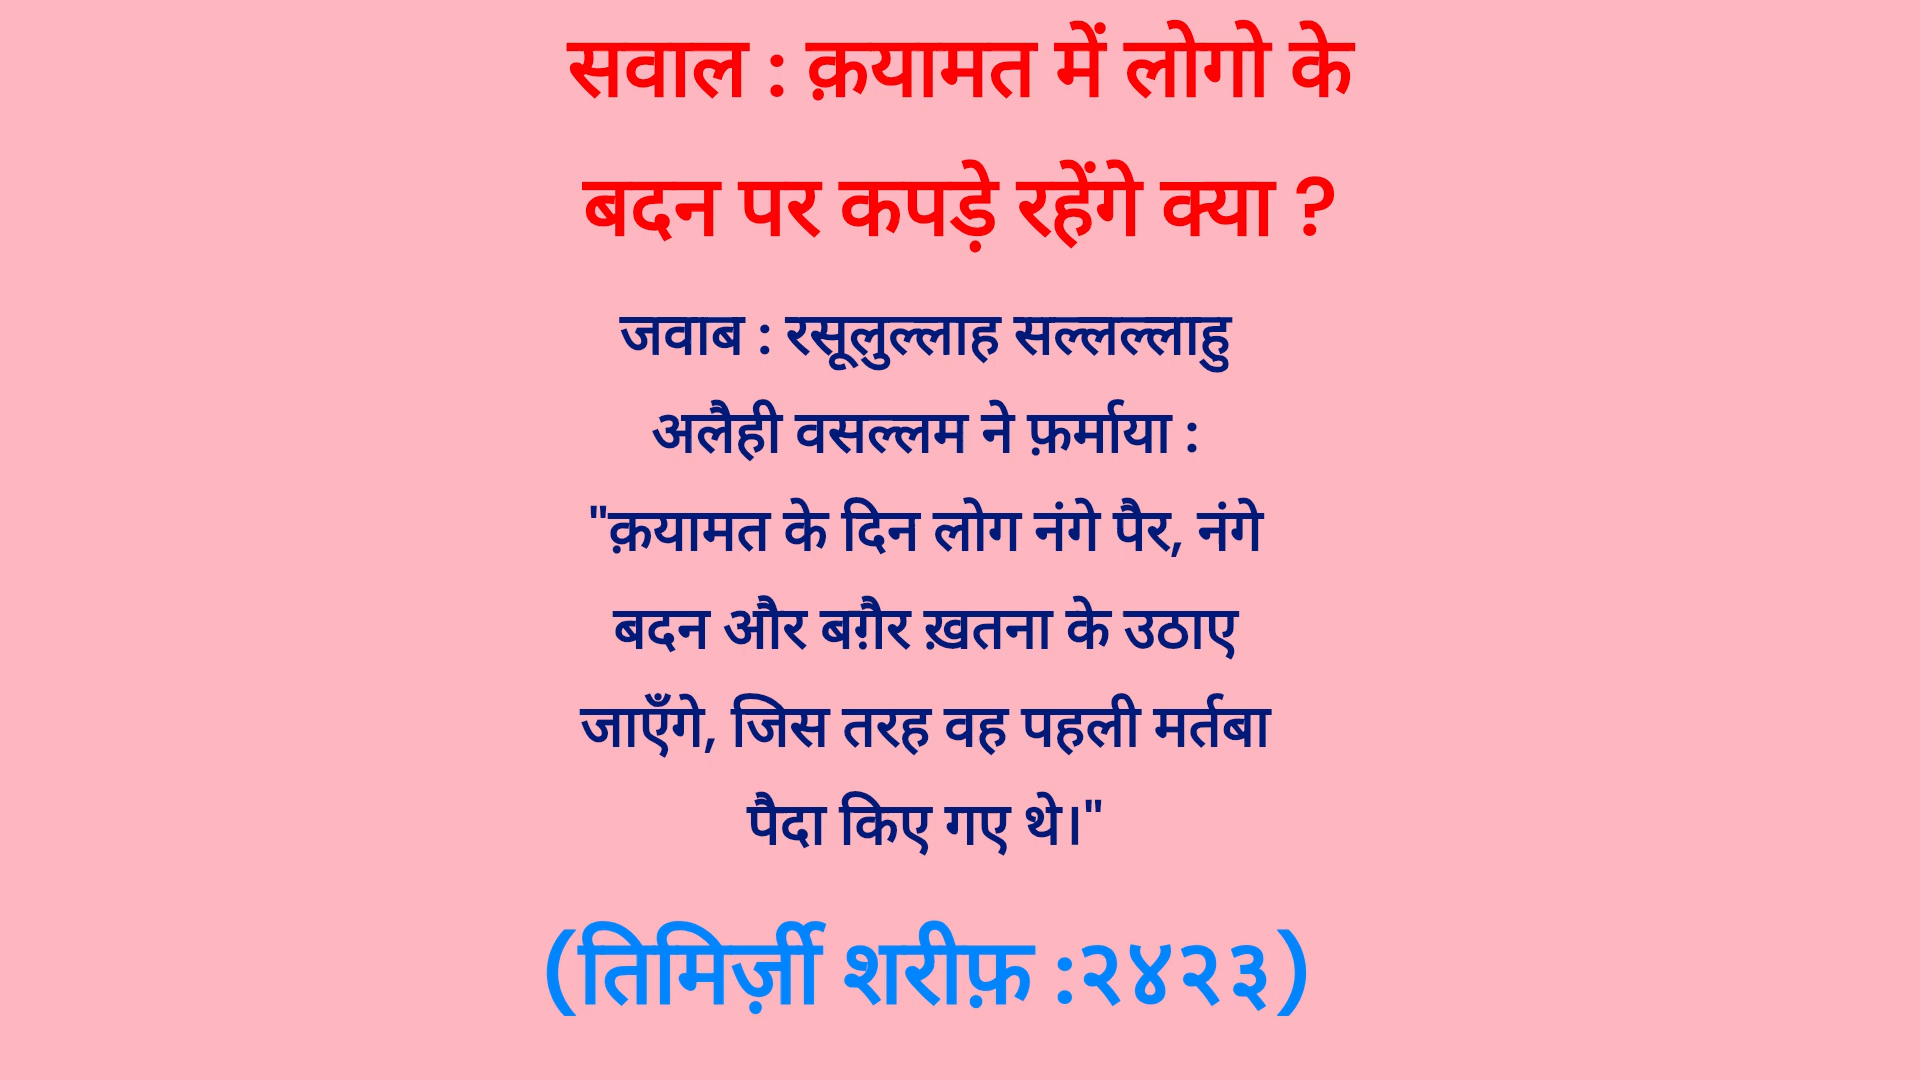 सवाल : क़यामत में लोगो के
बदन पर कपड़े रहेंगे क्या ?
जवाब : रसूलुल्लाह सल्लल्लाहु
अलैही वसल्लम ने फ़र्माया :
"क़यामत के दिन लोग नंगे पैर, नंगे
बदन और बग़ैर ख़तना के उठाए
जाएँगे, जिस तरह वह पहली मर्तबा
पैदा किए गए थे।"
(तिमिर्ज़ी शरीफ़ :२४२३)